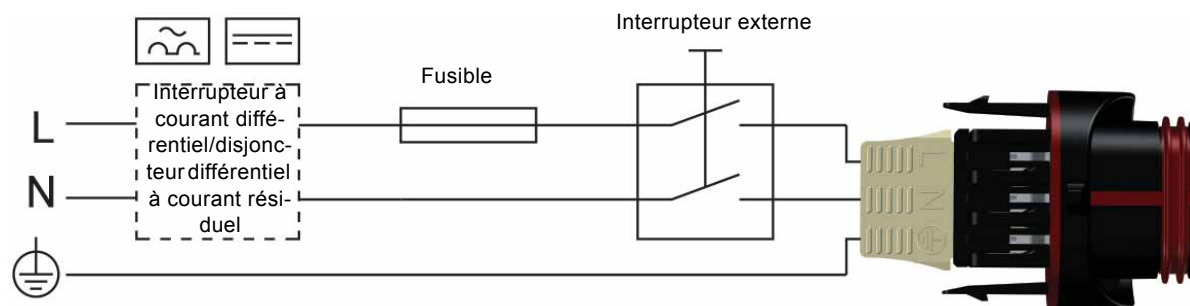 Interrupteur externe
Fusible
Interrupteur à
courant diffé-
rentiel/disjonc-
teur différentiel
à courant rési-
duel
L
N
L
N